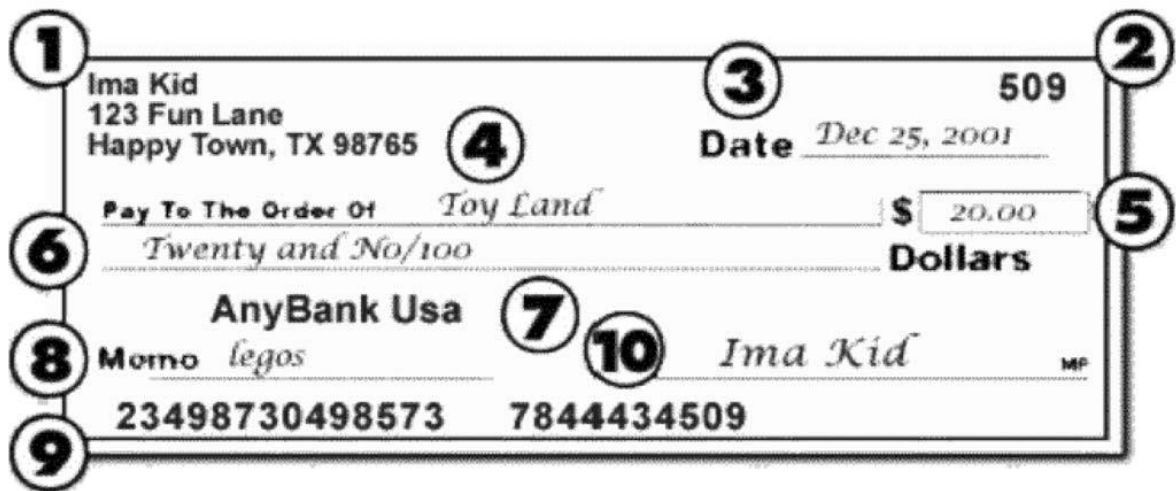 1 2
Ima Kid 3 509
123 Fun Lane
Happy Town, TX 98765 4 Date Dec 25, 2001
Pay To The Order Of Toy Land $ 20.00 5
6 Twenty and No/100 Dollars
AnyBank Usa 7
8 Memo legos 10 Ima Kid MP
23498730498573 7844434509
9